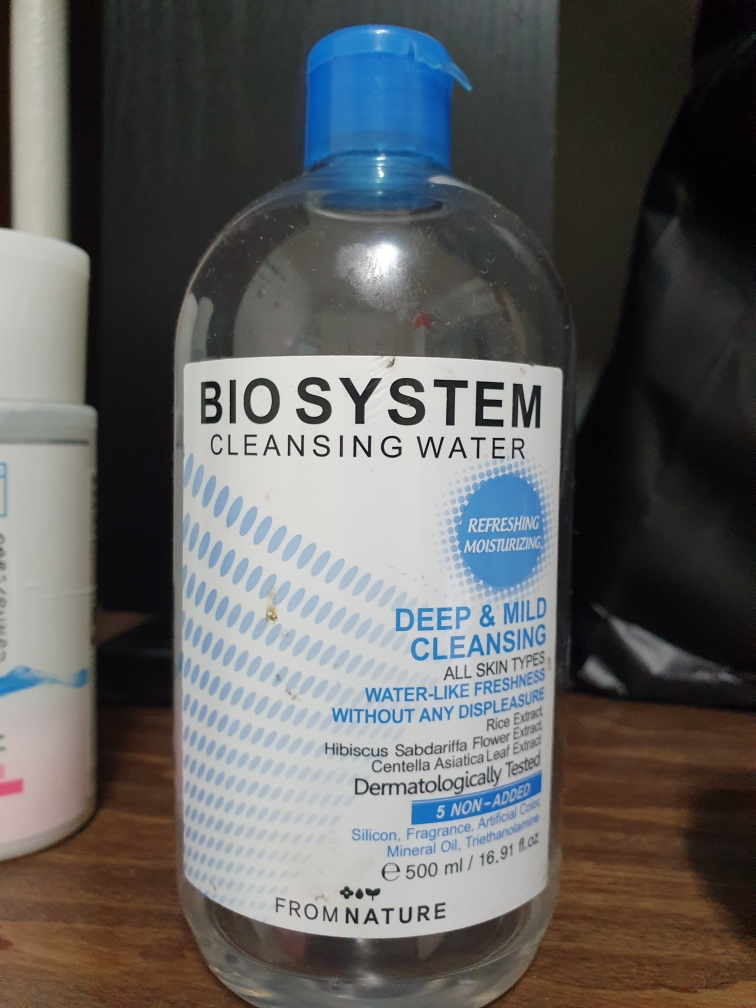 BIO SYSTEM
CLEANSING WATER
REFRESHING
MOISTURIZING
DEEP & MILD
CLEANSING
ALL SKIN TYPES
WATER-LIKE FRESHNESS
WITHOUT ANY DISPLEASURE
Rice Extract,
Hibiscus Sabdariffa Flower Extract,
Centella Asiatica Leaf Extract
Dermatologically Tested
5 NON-ADDED
Silicon, Fragrance, Artificial Color,
Mineral Oil, Triethanolamine
℮ 500 ml / 16.91 fl.oz
FROMNATURE